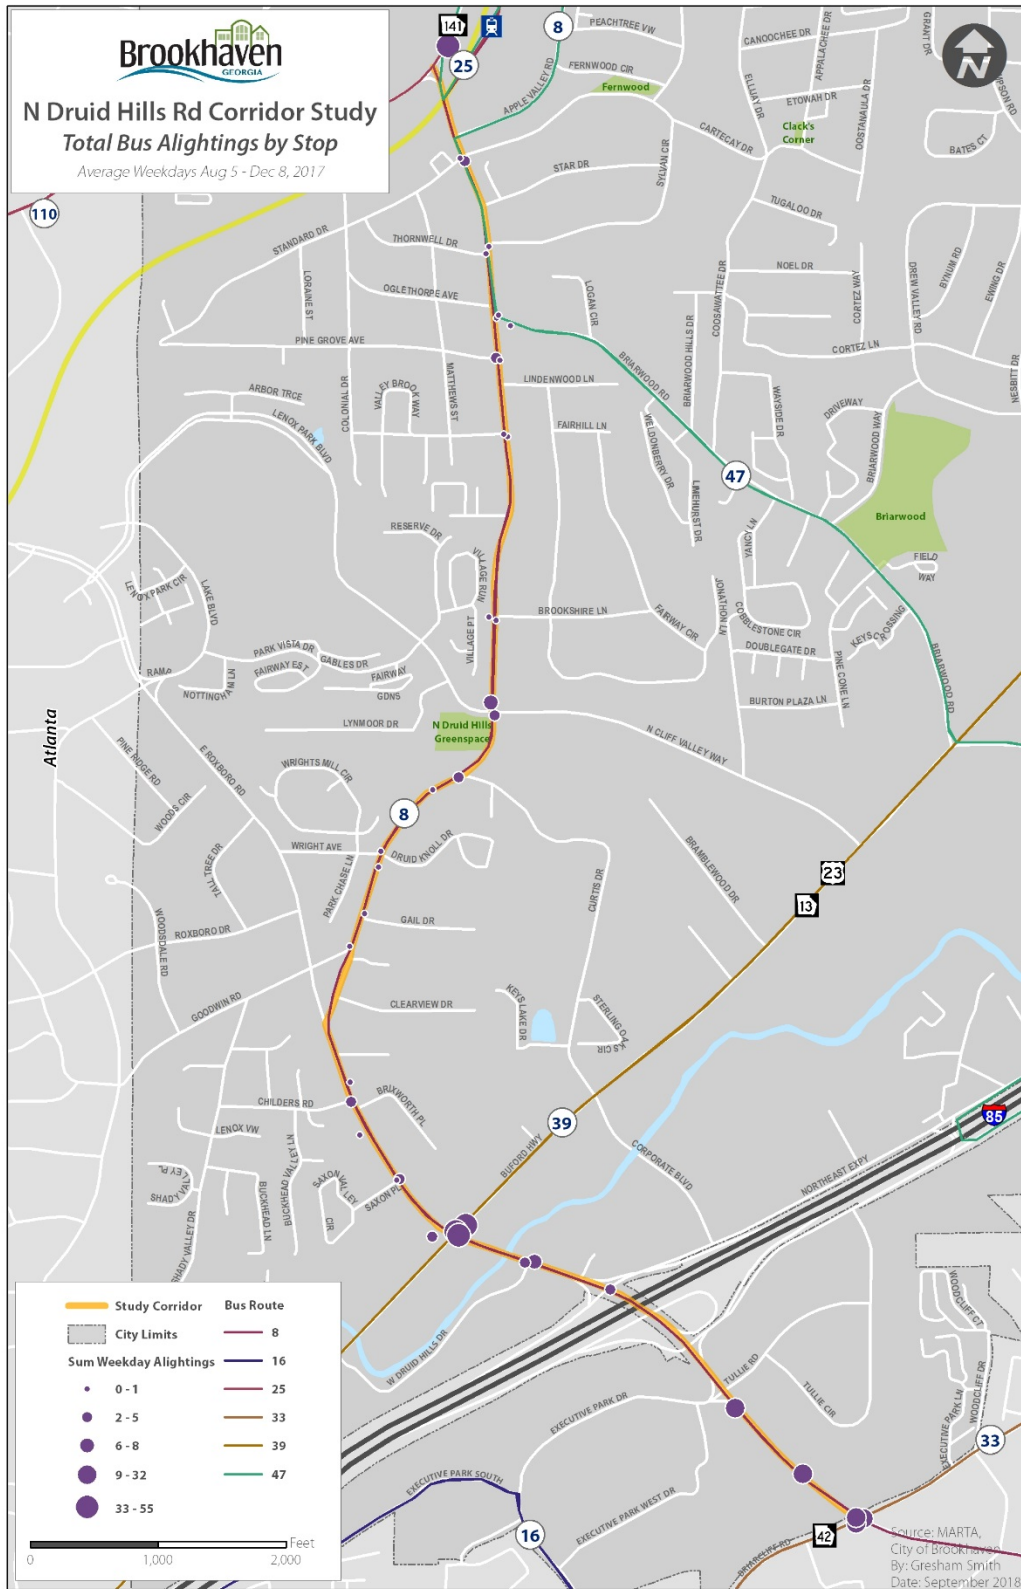 Brookhaven
GEORGIA
N Druid Hills Rd Corridor Study
Total Bus Alightings by Stop
Average Weekdays Aug 5 - Dec 8, 2017
141
8
25
PEACHTREE VW
CANOOCHEE DR
APPALACHEE DR
GRANT DR
N
FERNWOOD CIR
Fernwood
APPLE VALLEY RD
ELLIJAY DR
ETOWAH DR
OOSTANAULA DR
Clack's
Corner
BATES CT
CARTECAY DR
SYLVAN CIR
STAR DR
110
TUGALOO DR
STANDARD DR
THORNWELL DR
NOEL DR
LORAINE ST
OGLETHORPE AVE
LOGAN CIR
COOSAWATTEE DR
CORTEZ WAY
DREW VALLEY RD
BYNUM RD
EWING DR
PINE GROVE AVE
BRIARWOOD RD
BRIARWOOD HILLS DR
CORTEZ LN
NESBITT DR
COLONIAL DR
MATTHEWS ST
ARBOR TRCE
VALLEY BROOK WAY
LINDENWOOD LN
LENOX PARK BLVD
WAYSIDE DR
DRIVEWAY
BRIARWOOD WAY
FAIRHILL LN
WELDONBERRY DR
47
LIMEHURST DR
Briarwood
RESERVE DR
YANCY LN
VILLAGE RUN
FIELD
WAY
LENOX PARK CIR
LAKE BLVD
BROOKSHIRE LN
FAIRWAY CIR
JONATHON LN
COBBLESTONE CIR
KEYS CROSSING
VILLAGE PT
DOUBLEGATE DR
PARK VISTA DR
GABLES DR
FAIRWAY EST
FAIRWAY
GDNS
RAMP
NOTTINGHAM LN
PINE CONE LN
BRIARWOOD RD
BURTON PLAZA LN
LYNMOOR DR
N Druid Hills
Greenspace
N CLIFF VALLEY WAY
Atlanta
E ROXBORO RD
PINE RIDGE RD
WRIGHTS MILL CIR
WOODS CIR
8
BRAMBLEWOOD DR
WRIGHT AVE
DRUID KNOLL DR
TALL TREE DR
PARK CHASE LN
23
13
CURTIS DR
WOODSDALE RD
ROXBORO DR
GAIL DR
GOODWIN RD
CLEARVIEW DR
KEYS LAKE DR
STERLING OAKS CIR
BRIXWORTH PL
CHILDERS RD
39
85
BUFORD HWY
LENOX VW
CORPORATE BLVD
NORTHEAST EXPY
SHADY VALLEY PL
BUCKHEAD LN
BUCKHEAD VALLEY LN
SAXON VALLEY
CIR
SAXON PL
SHADY VALLEY DR
Study Corridor
Bus Route
City Limits
8
Sum Weekday Alightings
16
0 - 1
25
2 - 5
33
6 - 8
39
9 - 32
47
33 - 55
Feet
0
1,000
2,000
W DRUID HILLS DR
WOODCLIFF CT
TULLIE RD
TULLIE CIR
EXECUTIVE PARK LN
WOODCLIFF DR
EXECUTIVE PARK DR
33
EXECUTIVE PARK SOUTH
EXECUTIVE PARK WEST DR
16
BRIARCLIFF RD
42
Source: MARTA,
City of Brookhaven
By: Gresham Smith
Date: September 2018